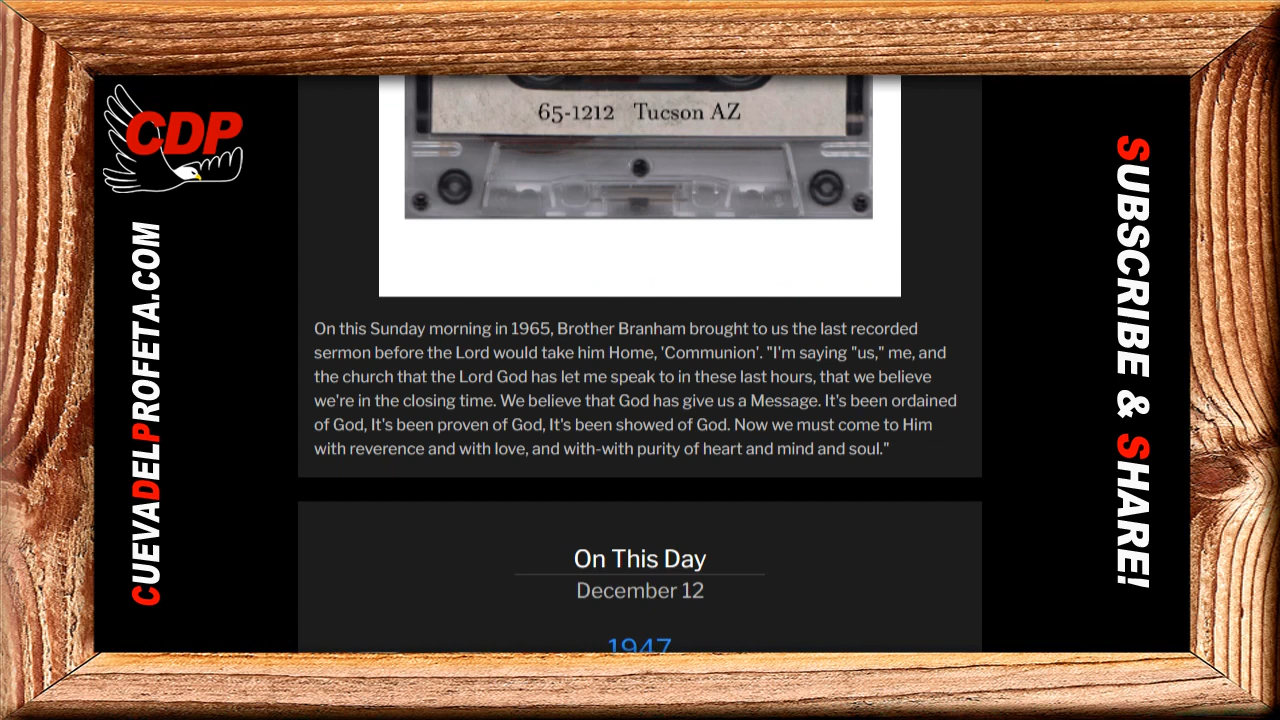 65-1212 Tucson AZ
CDP
CUEVADELPROFETA.COM
SUBSCRIBE & SHARE!
On this Sunday morning in 1965, Brother Branham brought to us the last recorded
sermon before the Lord would take him Home, 'Communion'. "I'm saying "us," me, and
the church that the Lord God has let me speak to in these last hours, that we believe
we're in the closing time. We believe that God has give us a Message. It's been ordained
of God, It's been proven of God, It's been showed of God. Now we must come to Him
with reverence and with love, and with-with purity of heart and mind and soul."
On This Day
December 12
1947